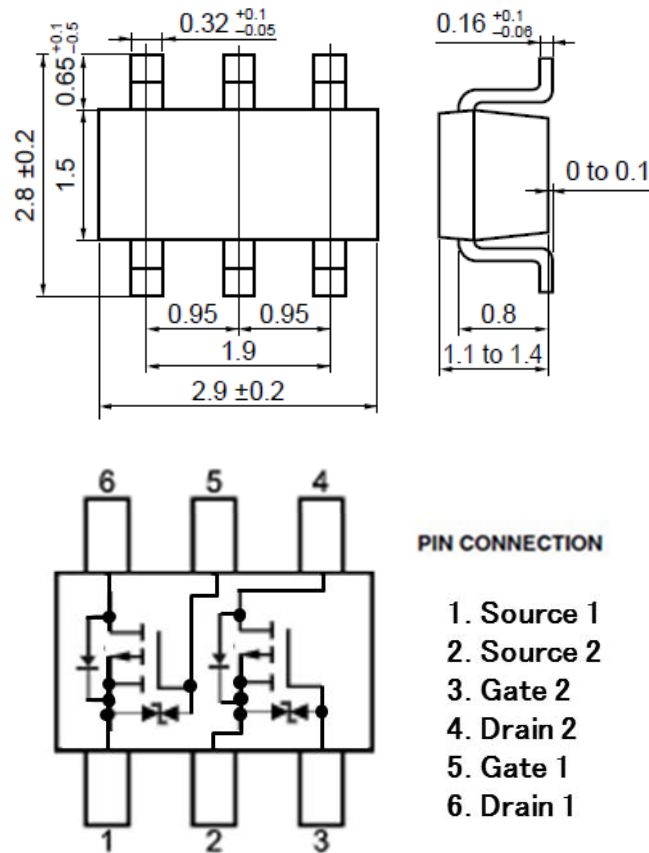 0.32 +0.1 −0.05
0.16 +0.1 −0.06
0.65 +0.1 −0.5
2.8 ±0.2
1.5
0 to 0.1
0.95
0.95
0.8
1.9
1.1 to 1.4
2.9 ±0.2
6
5
4
PIN CONNECTION
1. Source 1
2. Source 2
3. Gate 2
4. Drain 2
5. Gate 1
6. Drain 1
1
2
3